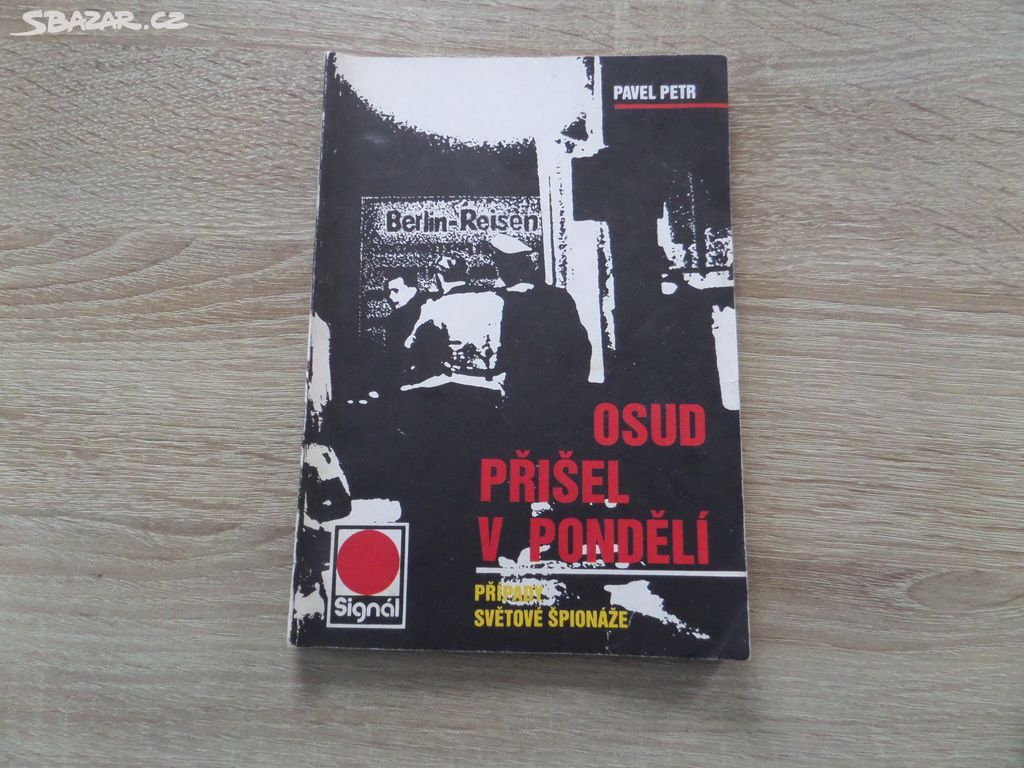 SBAZAR.CZ
PAVEL PETR
Berlin-Reisen
OSUD
PŘIŠEL
V PONDĚLÍ
PŘÍPADY
SVĚTOVÉ ŠPIONÁŽE
Signál